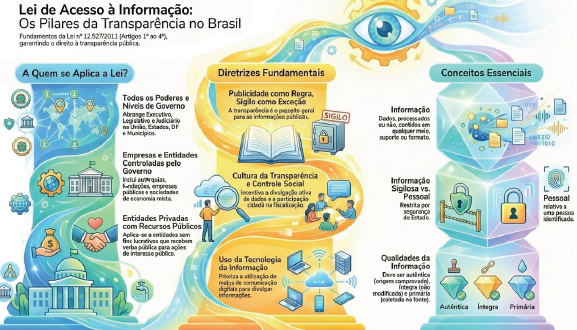 Lei de Acesso à Informação:
Os Pilares da Transparência no Brasil
Fundamentos da Lei nº 12.527/2011 (Artigos 1º ao 4º),
garantindo o direito à transparência pública.
A Quem se Aplica a Lei?
Todos os Poderes e
Níveis de Governo
Abrange Executivo,
Legislativo e Judiciário
na União, Estados, DF
e Municípios.
Empresas e Entidades
Controladas pelo
Governo
Inclui autarquias,
fundações, empresas
públicas e sociedades
de economia mista.
Entidades Privadas
com Recursos Públicos
Aplica-se a entidades sem
fins lucrativos que recebem
verba pública para ações
de interesse público.
Diretrizes Fundamentais
Publicidade como Regra,
Sigilo como Exceção
A transparência é o preceito geral
para as informações públicas.
SIGILO
Cultura da Transparência
e Controle Social
Incentiva a divulgação ativa
de dados e a participação
cidadã na fiscalização.
Uso da Tecnologia
da Informação
Prioriza a utilização de
meios de comunicação
digitais para divulgar
informações.
Conceitos Essenciais
Informação
Dados, processados
ou não, contidos em
qualquer meio,
suporte ou formato.
Informação
Sigilosa vs.
Pessoal
Restrita por
segurança
do Estado.
Pessoal
relativa a
uma pessoa
identificada.
Qualidades da
Informação
Deve ser autêntica
(origem comprovada),
íntegra (não
modificada) e primária
(coletada na fonte).
Autêntica
Íntegra
Primária